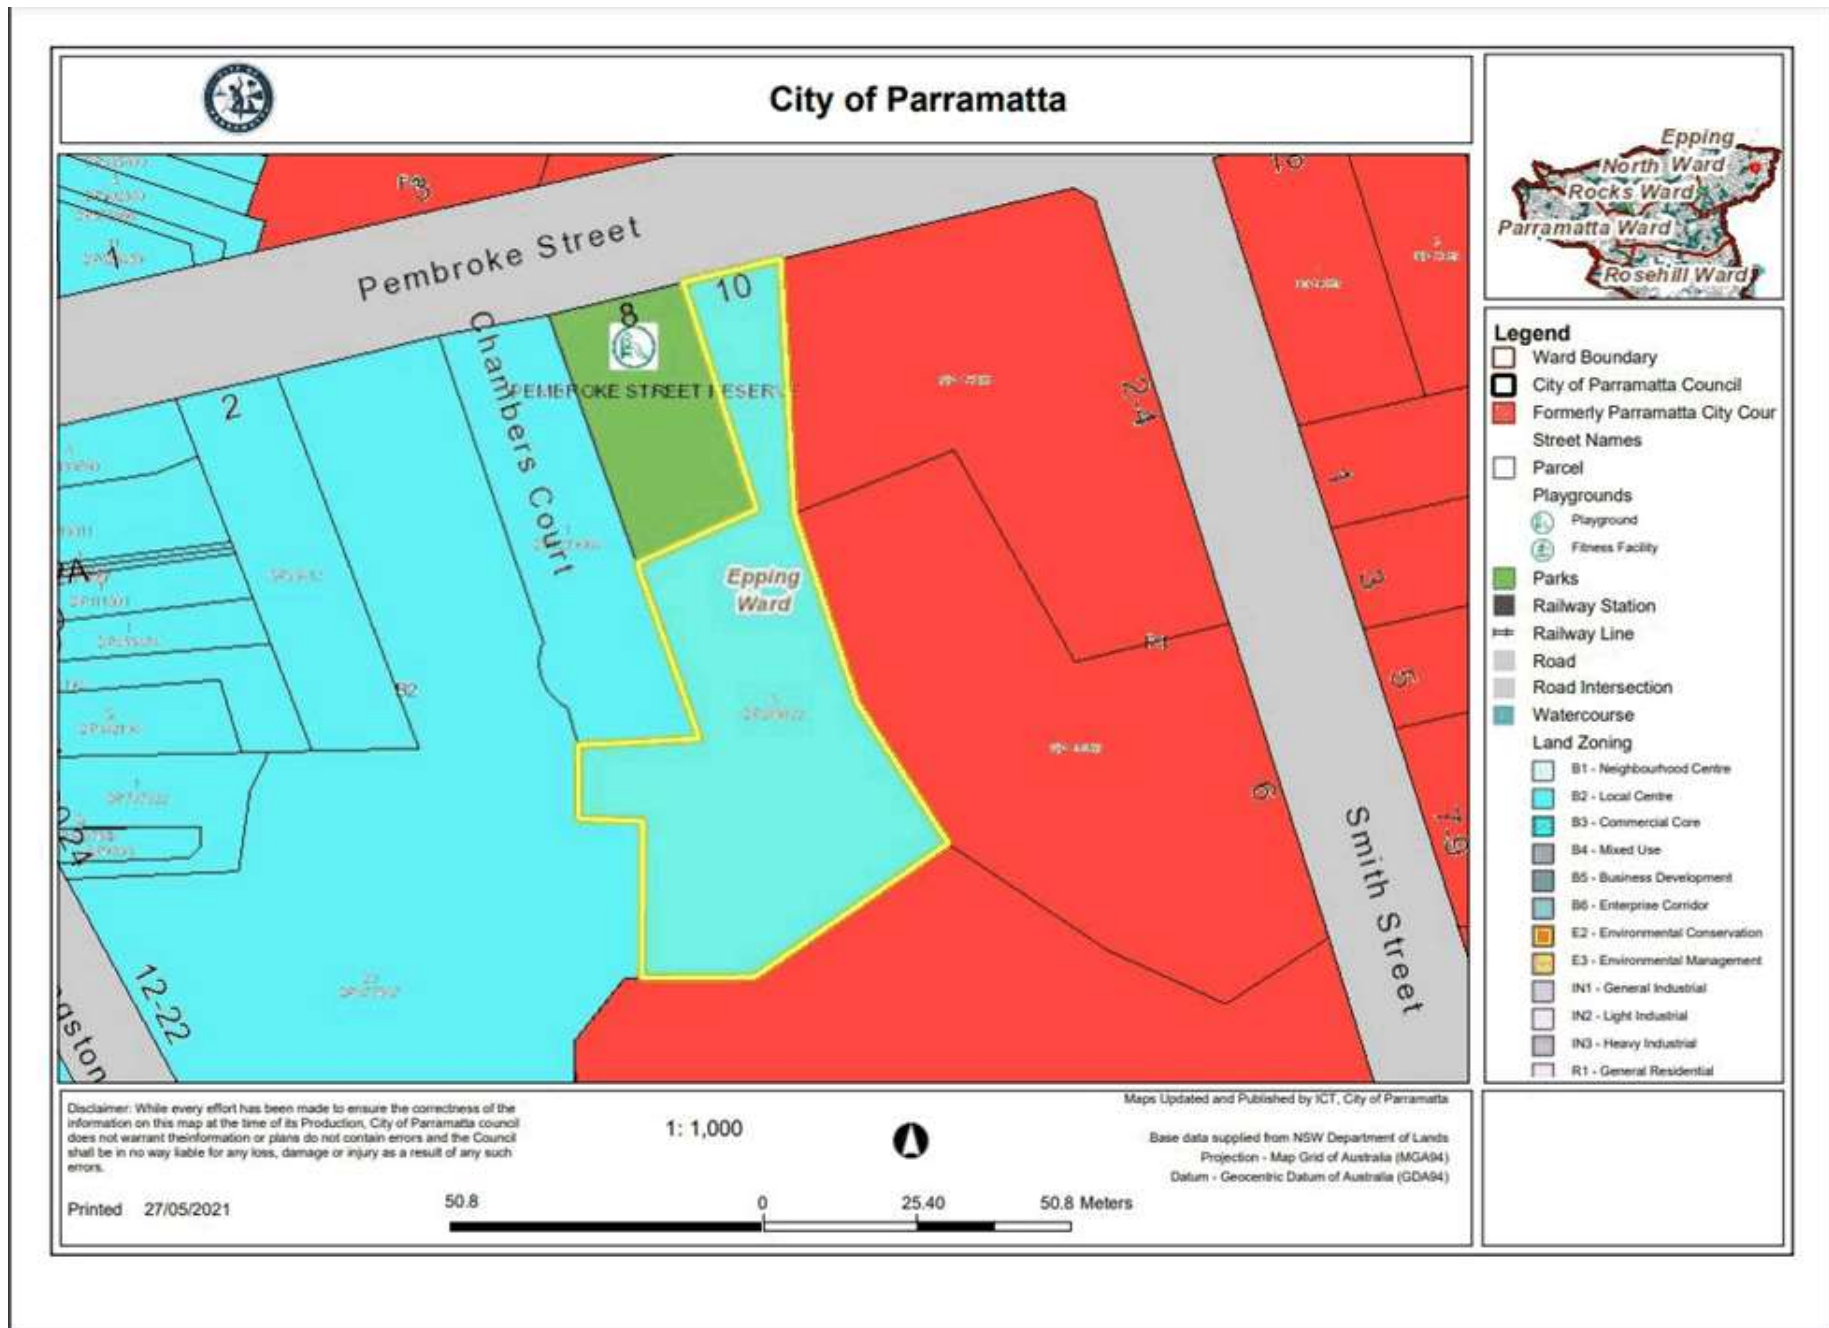 City of Parramatta
Epping
North Ward
Rocks Ward
Parramatta Ward
Rosehill Ward
Pembroke Street
Chambers Court
8
10
PEMBROKE STREET RESERV
2
1
2-4
1
3
5
7-9
6
B2
Epping
Ward
Smith Street
12-22
gston
Legend
Ward Boundary
City of Parramatta Council
Formerly Parramatta City Cour
Street Names
Parcel
Playgrounds
Playground
Fitness Facility
Parks
Railway Station
Railway Line
Road
Road Intersection
Watercourse
Land Zoning
B1 - Neighbourhood Centre
B2 - Local Centre
B3 - Commercial Core
B4 - Mixed Use
B5 - Business Development
B6 - Enterprise Corridor
E2 - Environmental Conservation
E3 - Environmental Management
IN1 - General Industrial
IN2 - Light Industrial
IN3 - Heavy Industrial
R1 - General Residential
Disclaimer: While every effort has been made to ensure the correctness of the
information on this map at the time of its Production, City of Parramatta council
does not warrant theinformation or plans do not contain errors and the Council
shall be in no way liable for any loss, damage or injury as a result of any such
errors.
Printed 27/05/2021
1: 1,000
50.8 0 25.40 50.8 Meters
Maps Updated and Published by ICT, City of Parramatta
Base data supplied from NSW Department of Lands
Projection - Map Grid of Australia (MGA94)
Datum - Geocentric Datum of Australia (GDA94)